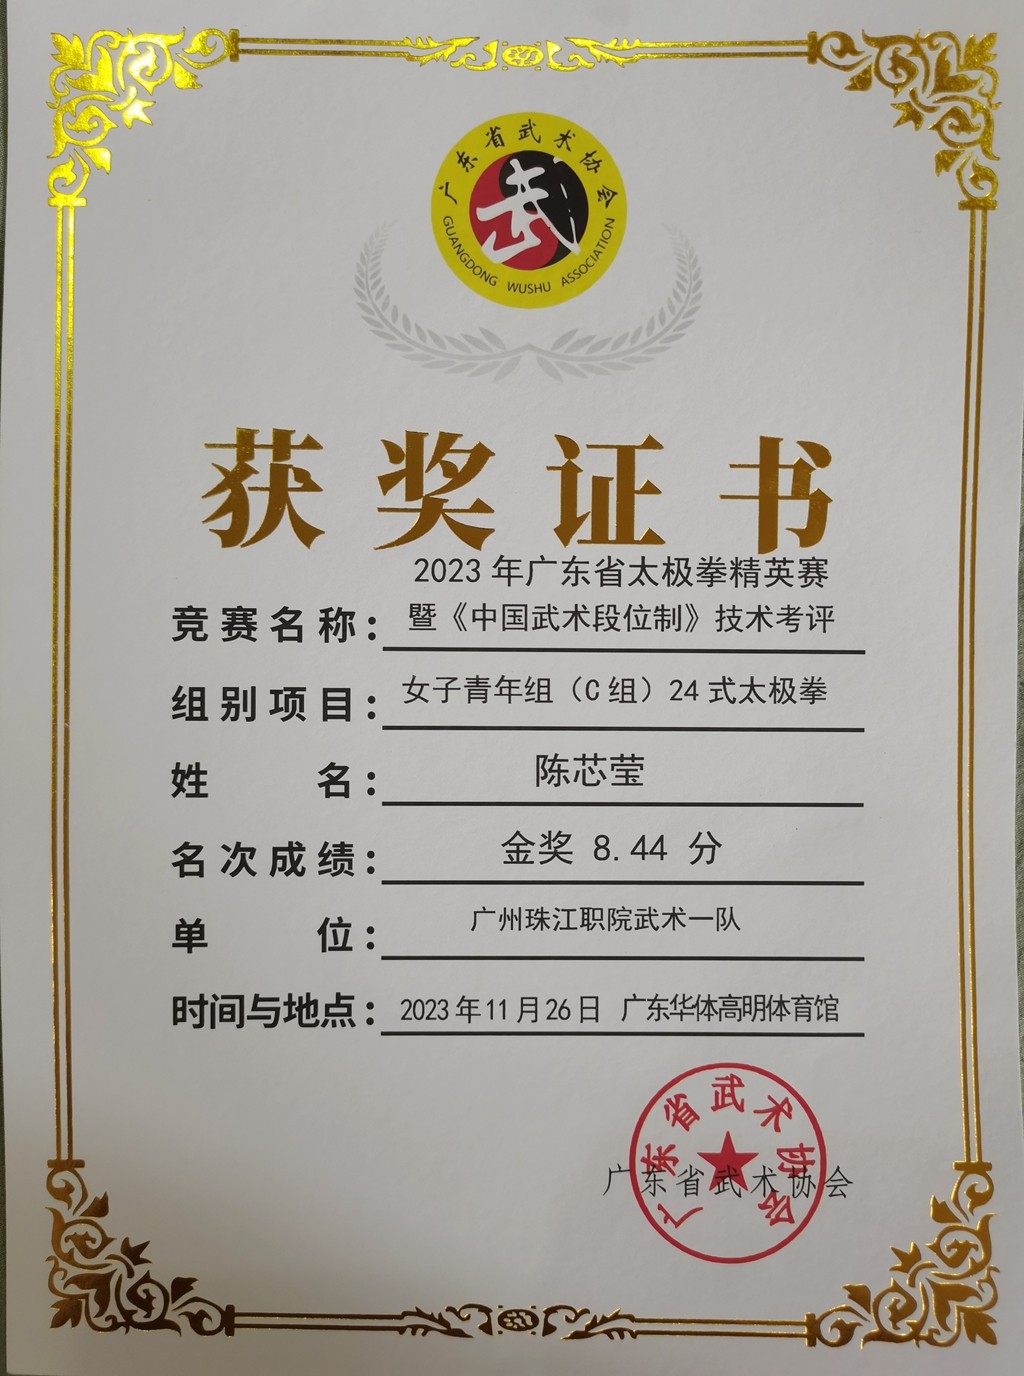 广东省武术协会
武
GUANGDONG WUSHU ASSOCIATION
获奖证书
2023年广东省太极拳精英赛
竞赛名称：暨《中国武术段位制》技术考评
组别项目：女子青年组（C组）24式太极拳
姓名：陈芯莹
名次成绩：金奖 8.44 分
单位：广州珠江职院武术一队
时间与地点：2023年11月26日 广东华体高明体育馆
广东省武术协会
广东省武术协会